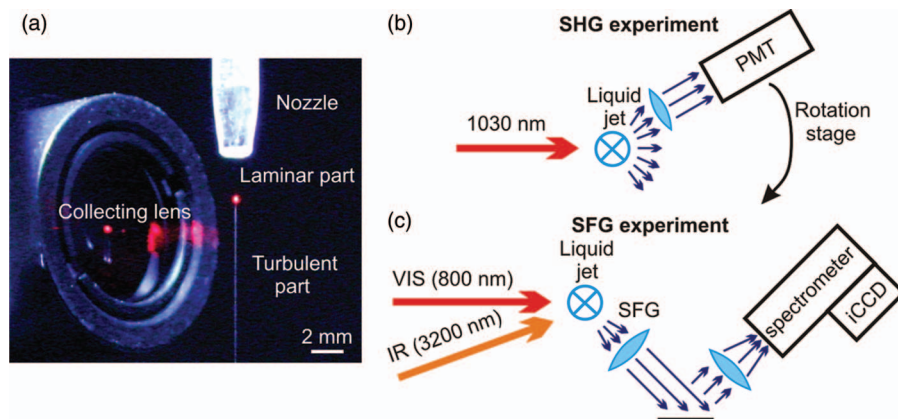 (a)
Nozzle
Laminar part
Collecting lens
Turbulent
part
2 mm
(b)
SHG experiment
PMT
Liquid
jet
1030 nm
Rotation
stage
(c)
SFG experiment
Liquid
jet
VIS (800 nm)
SFG
IR (3200 nm)
spectrometer
iCCD